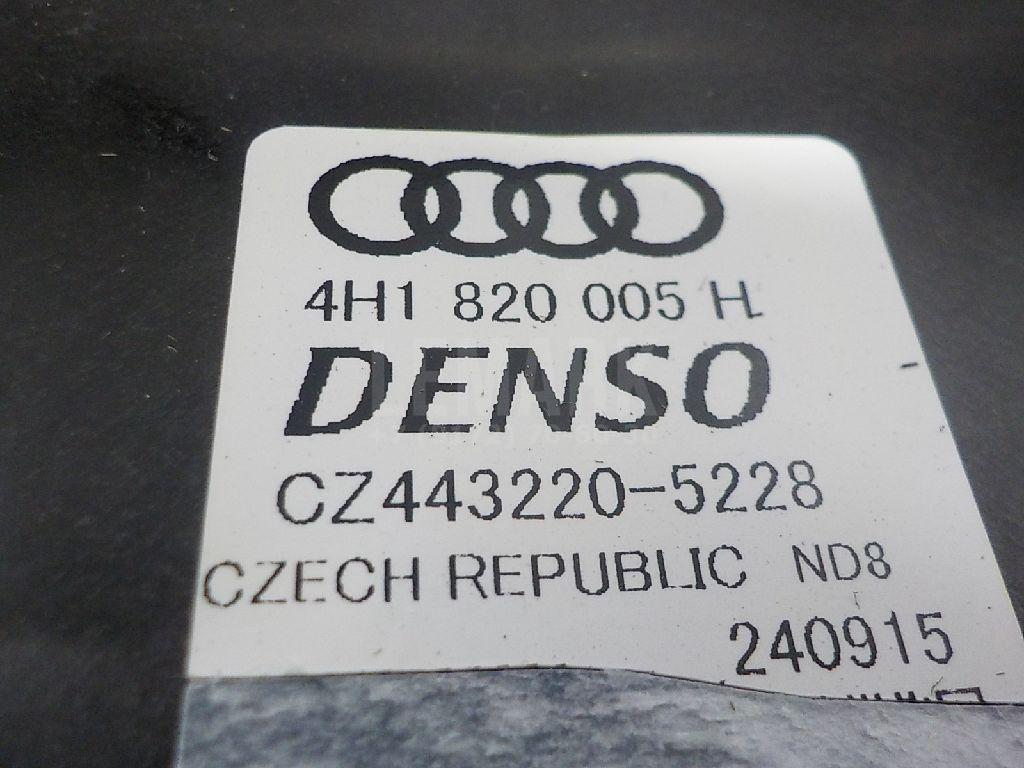 4H1 820 005 H
DENSO
CZ443220-5228
CZECH REPUBLIC ND8
240915